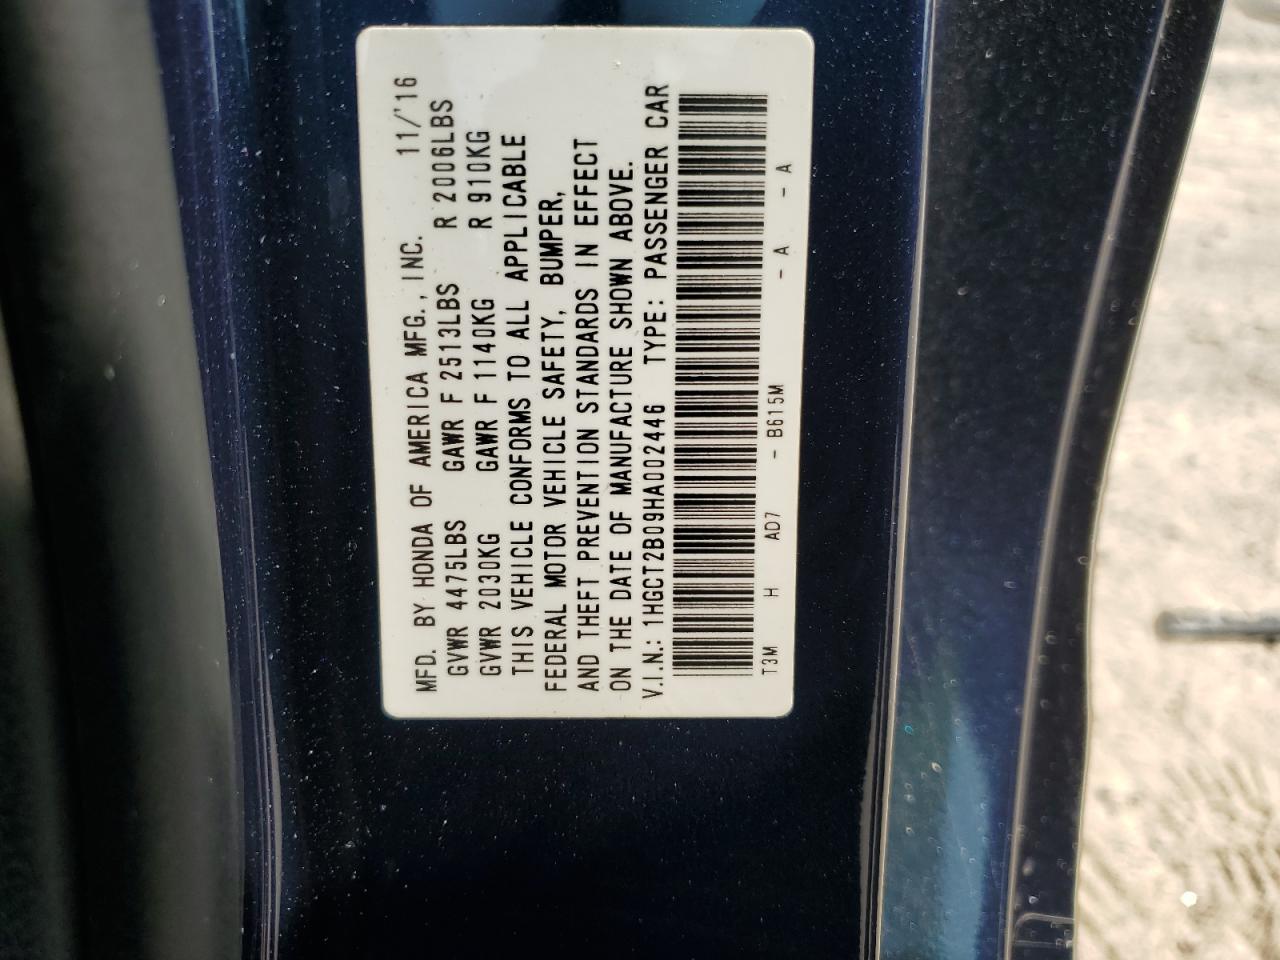 MFD. BY HONDA OF AMERICA MFG., INC. 11/'16
GVWR 4475LBS GAWR F 2513LBS R 2006LBS
GVWR 2030KG GAWR F 1140KG R 910KG
THIS VEHICLE CONFORMS TO ALL APPLICABLE
FEDERAL MOTOR VEHICLE SAFETY, BUMPER,
AND THEFT PREVENTION STANDARDS IN EFFECT
ON THE DATE OF MANUFACTURE SHOWN ABOVE.
V.I.N.: 1HGCT2B09HA002446 TYPE: PASSENGER CAR
T3M H AD7 - B615M - A - A